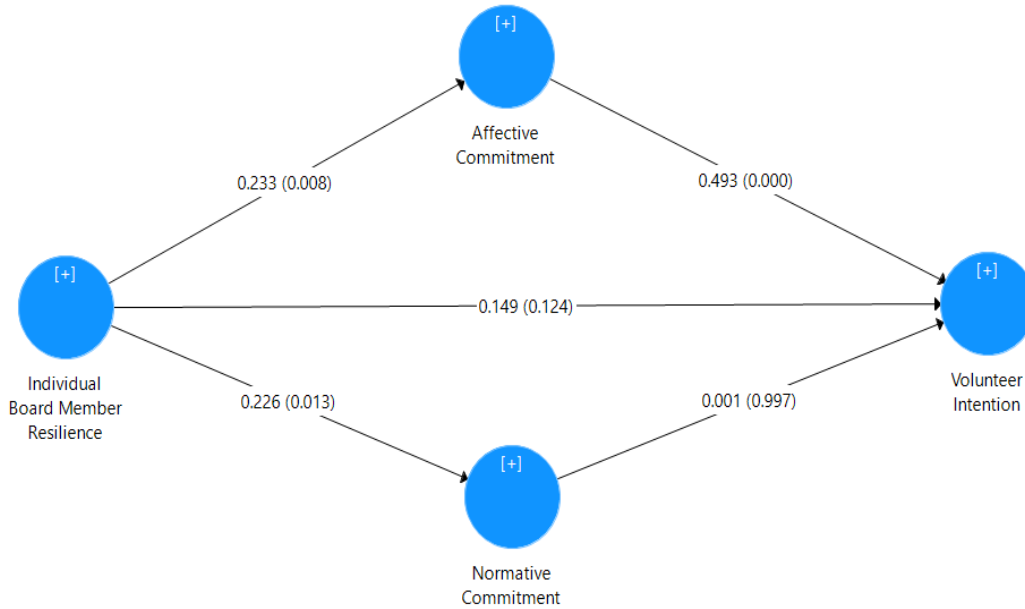 [+]
Affective
Commitment
0.233 (0.008)
0.493 (0.000)
[+]
Individual
Board Member
Resilience
0.149 (0.124)
[+]
Volunteer
Intention
0.226 (0.013)
0.001 (0.997)
[+]
Normative
Commitment